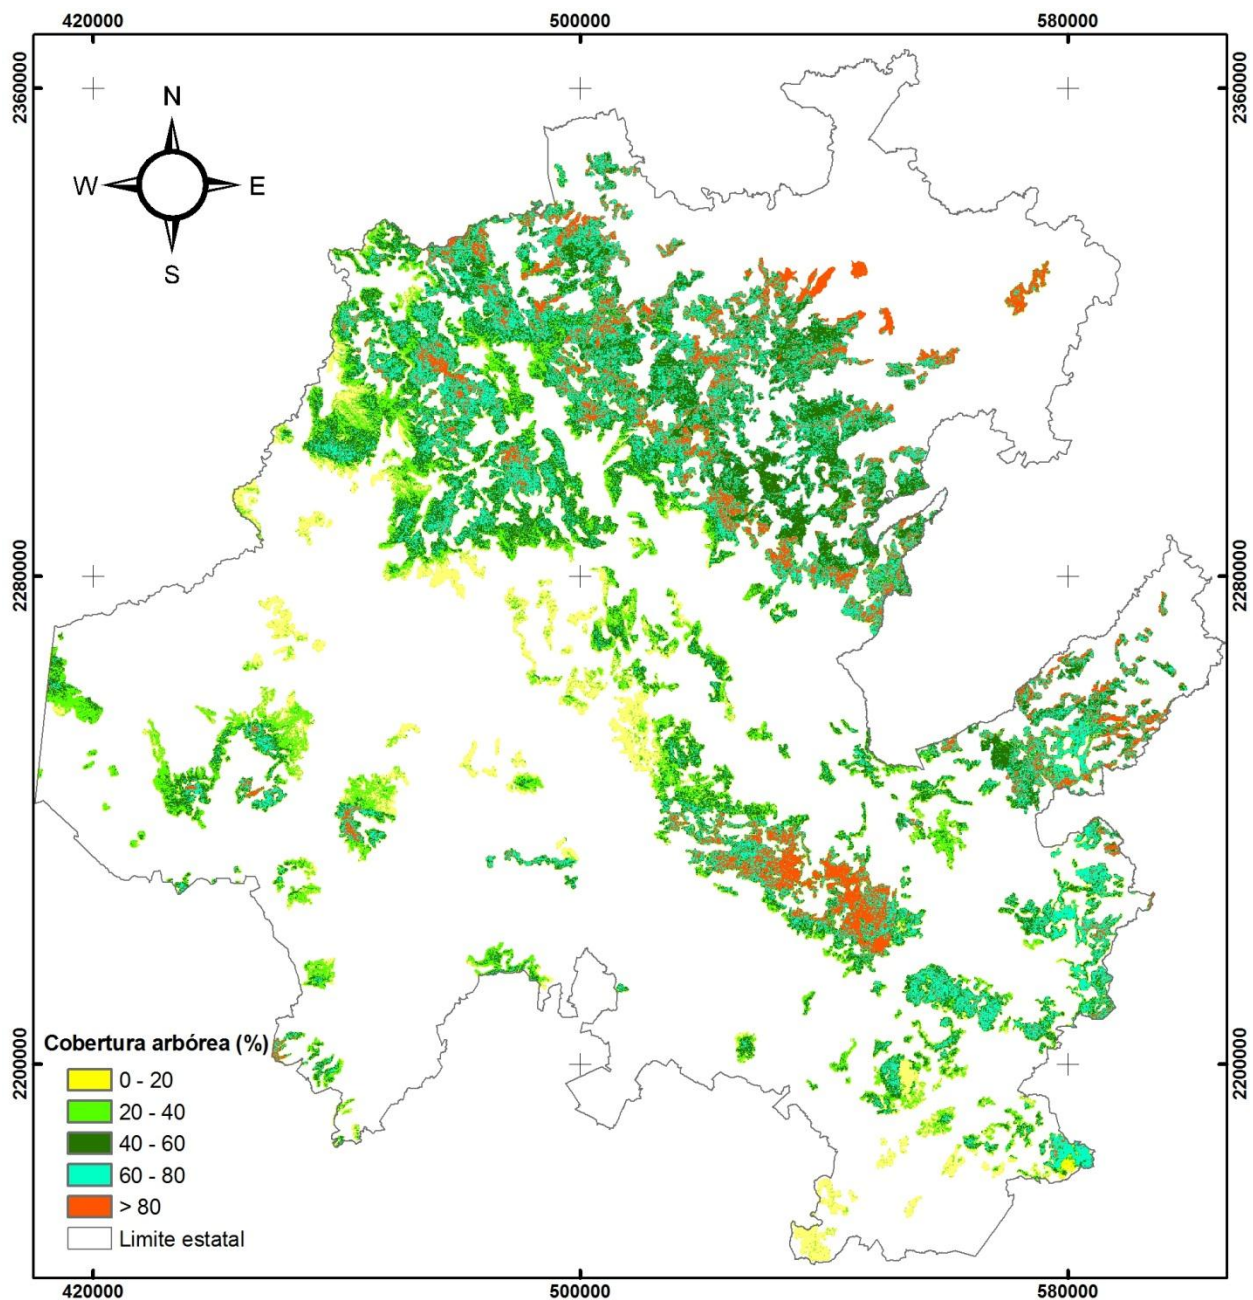 420000 500000 580000
2360000 2360000
N
W E
S
2280000 2280000
2200000 2200000
Cobertura arbórea (%)
0 - 20
20 - 40
40 - 60
60 - 80
> 80
Limite estatal
420000 500000 580000